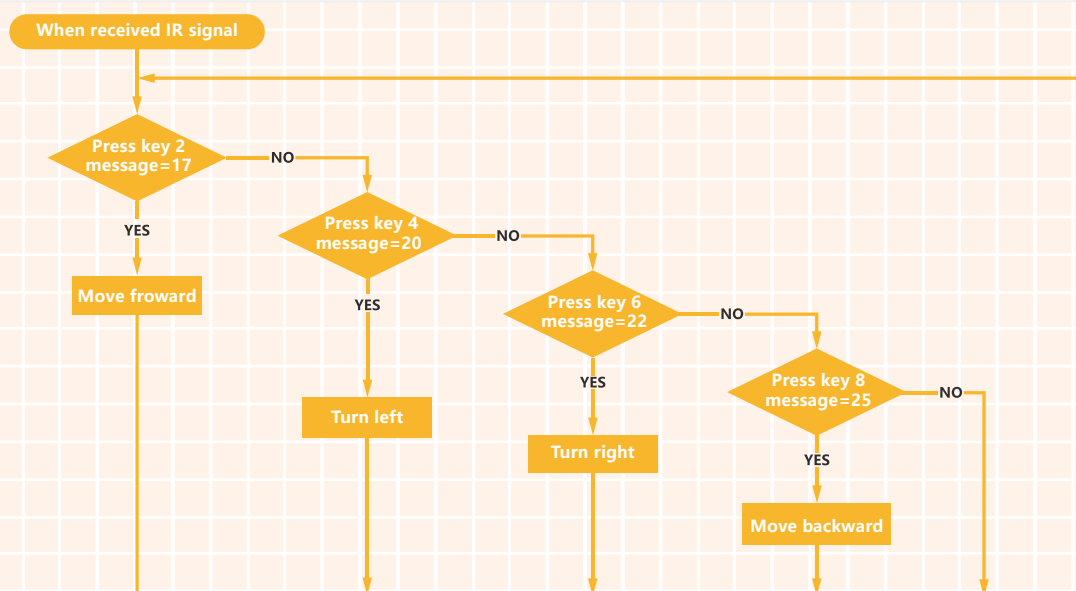 When received IR signal
Press key 2
message=17
NO
YES
Move froward
Press key 4
message=20
NO
YES
Turn left
Press key 6
message=22
NO
YES
Turn right
Press key 8
message=25
NO
YES
Move backward